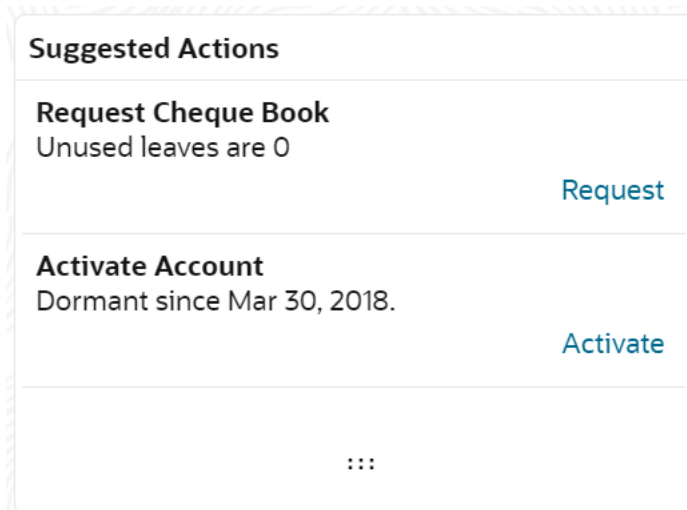 Suggested Actions
Request Cheque Book
Unused leaves are 0
Request
Activate Account
Dormant since Mar 30, 2018.
Activate